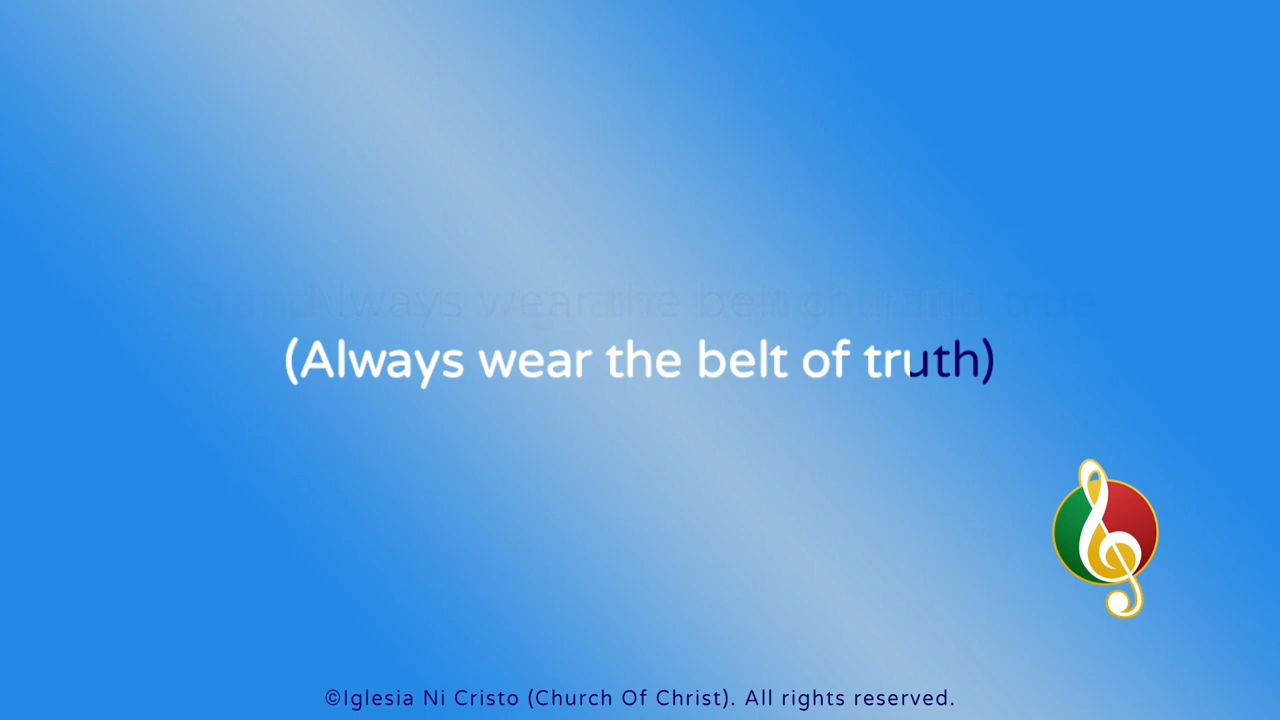 (Always wear the belt of truth)
©Iglesia Ni Cristo (Church Of Christ). All rights reserved.